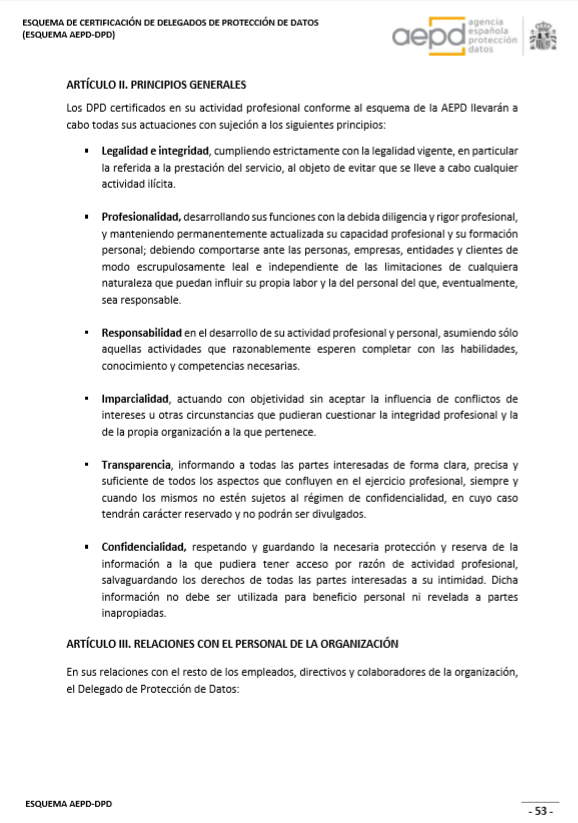 ESQUEMA DE CERTIFICACIÓN DE DELEGADOS DE PROTECCIÓN DE DATOS
(ESQUEMA AEPD-DPD)
aepd agencia
española
protección
datos
ARTÍCULO II. PRINCIPIOS GENERALES
Los DPD certificados en su actividad profesional conforme al esquema de la AEPD llevarán a
cabo todas sus actuaciones con sujeción a los siguientes principios:
▪ Legalidad e integridad, cumpliendo estrictamente con la legalidad vigente, en particular
la referida a la prestación del servicio, al objeto de evitar que se lleve a cabo cualquier
actividad ilícita.
▪ Profesionalidad, desarrollando sus funciones con la debida diligencia y rigor profesional,
y manteniendo permanentemente actualizada su capacidad profesional y su formación
personal; debiendo comportarse ante las personas, empresas, entidades y clientes de
modo escrupulosamente leal e independiente de las limitaciones de cualquiera
naturaleza que puedan influir su propia labor y la del personal del que, eventualmente,
sea responsable.
▪ Responsabilidad en el desarrollo de su actividad profesional y personal, asumiendo sólo
aquellas actividades que razonablemente esperen completar con las habilidades,
conocimiento y competencias necesarias.
▪ Imparcialidad, actuando con objetividad sin aceptar la influencia de conflictos de
intereses u otras circunstancias que pudieran cuestionar la integridad profesional y la
de la propia organización a la que pertenece.
▪ Transparencia, informando a todas las partes interesadas de forma clara, precisa y
suficiente de todos los aspectos que confluyen en el ejercicio profesional, siempre y
cuando los mismos no estén sujetos al régimen de confidencialidad, en cuyo caso
tendrán carácter reservado y no podrán ser divulgados.
▪ Confidencialidad, respetando y guardando la necesaria protección y reserva de la
información a la que pudiera tener acceso por razón de actividad profesional,
salvaguardando los derechos de todas las partes interesadas a su intimidad. Dicha
información no debe ser utilizada para beneficio personal ni revelada a partes
inapropiadas.
ARTÍCULO III. RELACIONES CON EL PERSONAL DE LA ORGANIZACIÓN
En sus relaciones con el resto de los empleados, directivos y colaboradores de la organización,
el Delegado de Protección de Datos:
ESQUEMA AEPD-DPD
- 53 -